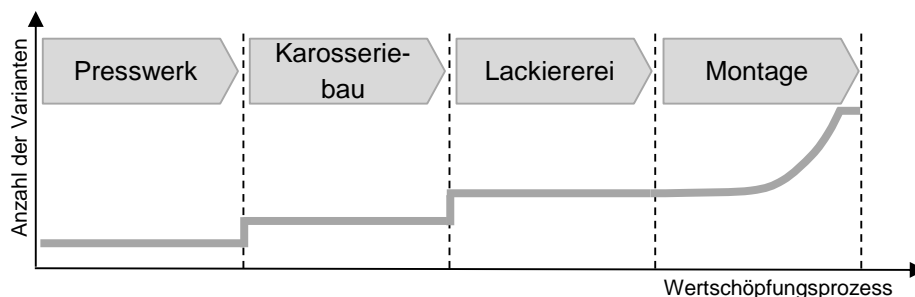 Anzahl der Varianten
Presswerk
Karosserie-
bau
Lackiererei
Montage
Wertschöpfungsprozess